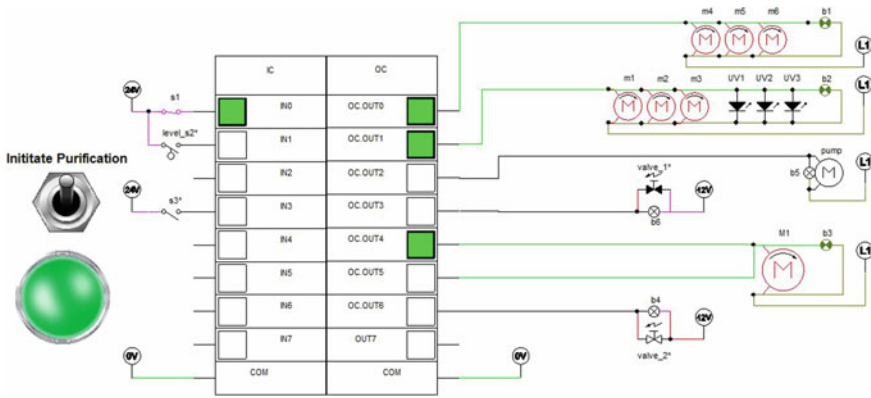 m4 m5 m6 b1
M M M
L1
IC OC
m1 m2 m3 UV1 UV2 UV3 b2
L1
24V
s1
IN0 OC.OUT0
M M M
level_s2*
IN1 OC.OUT1
Inititate Purification
IN2 OC.OUT2
valve_1*
pump
L1
b5
M
24V
s3*
IN3 OC.OUT3
12V
b6
IN4 OC.OUT4
M1 b3
L1
M
IN5 OC.OUT5
IN6 OC.OUT6
b4
12V
IN7 OUT7
valve_2*
0V
COM COM
0V